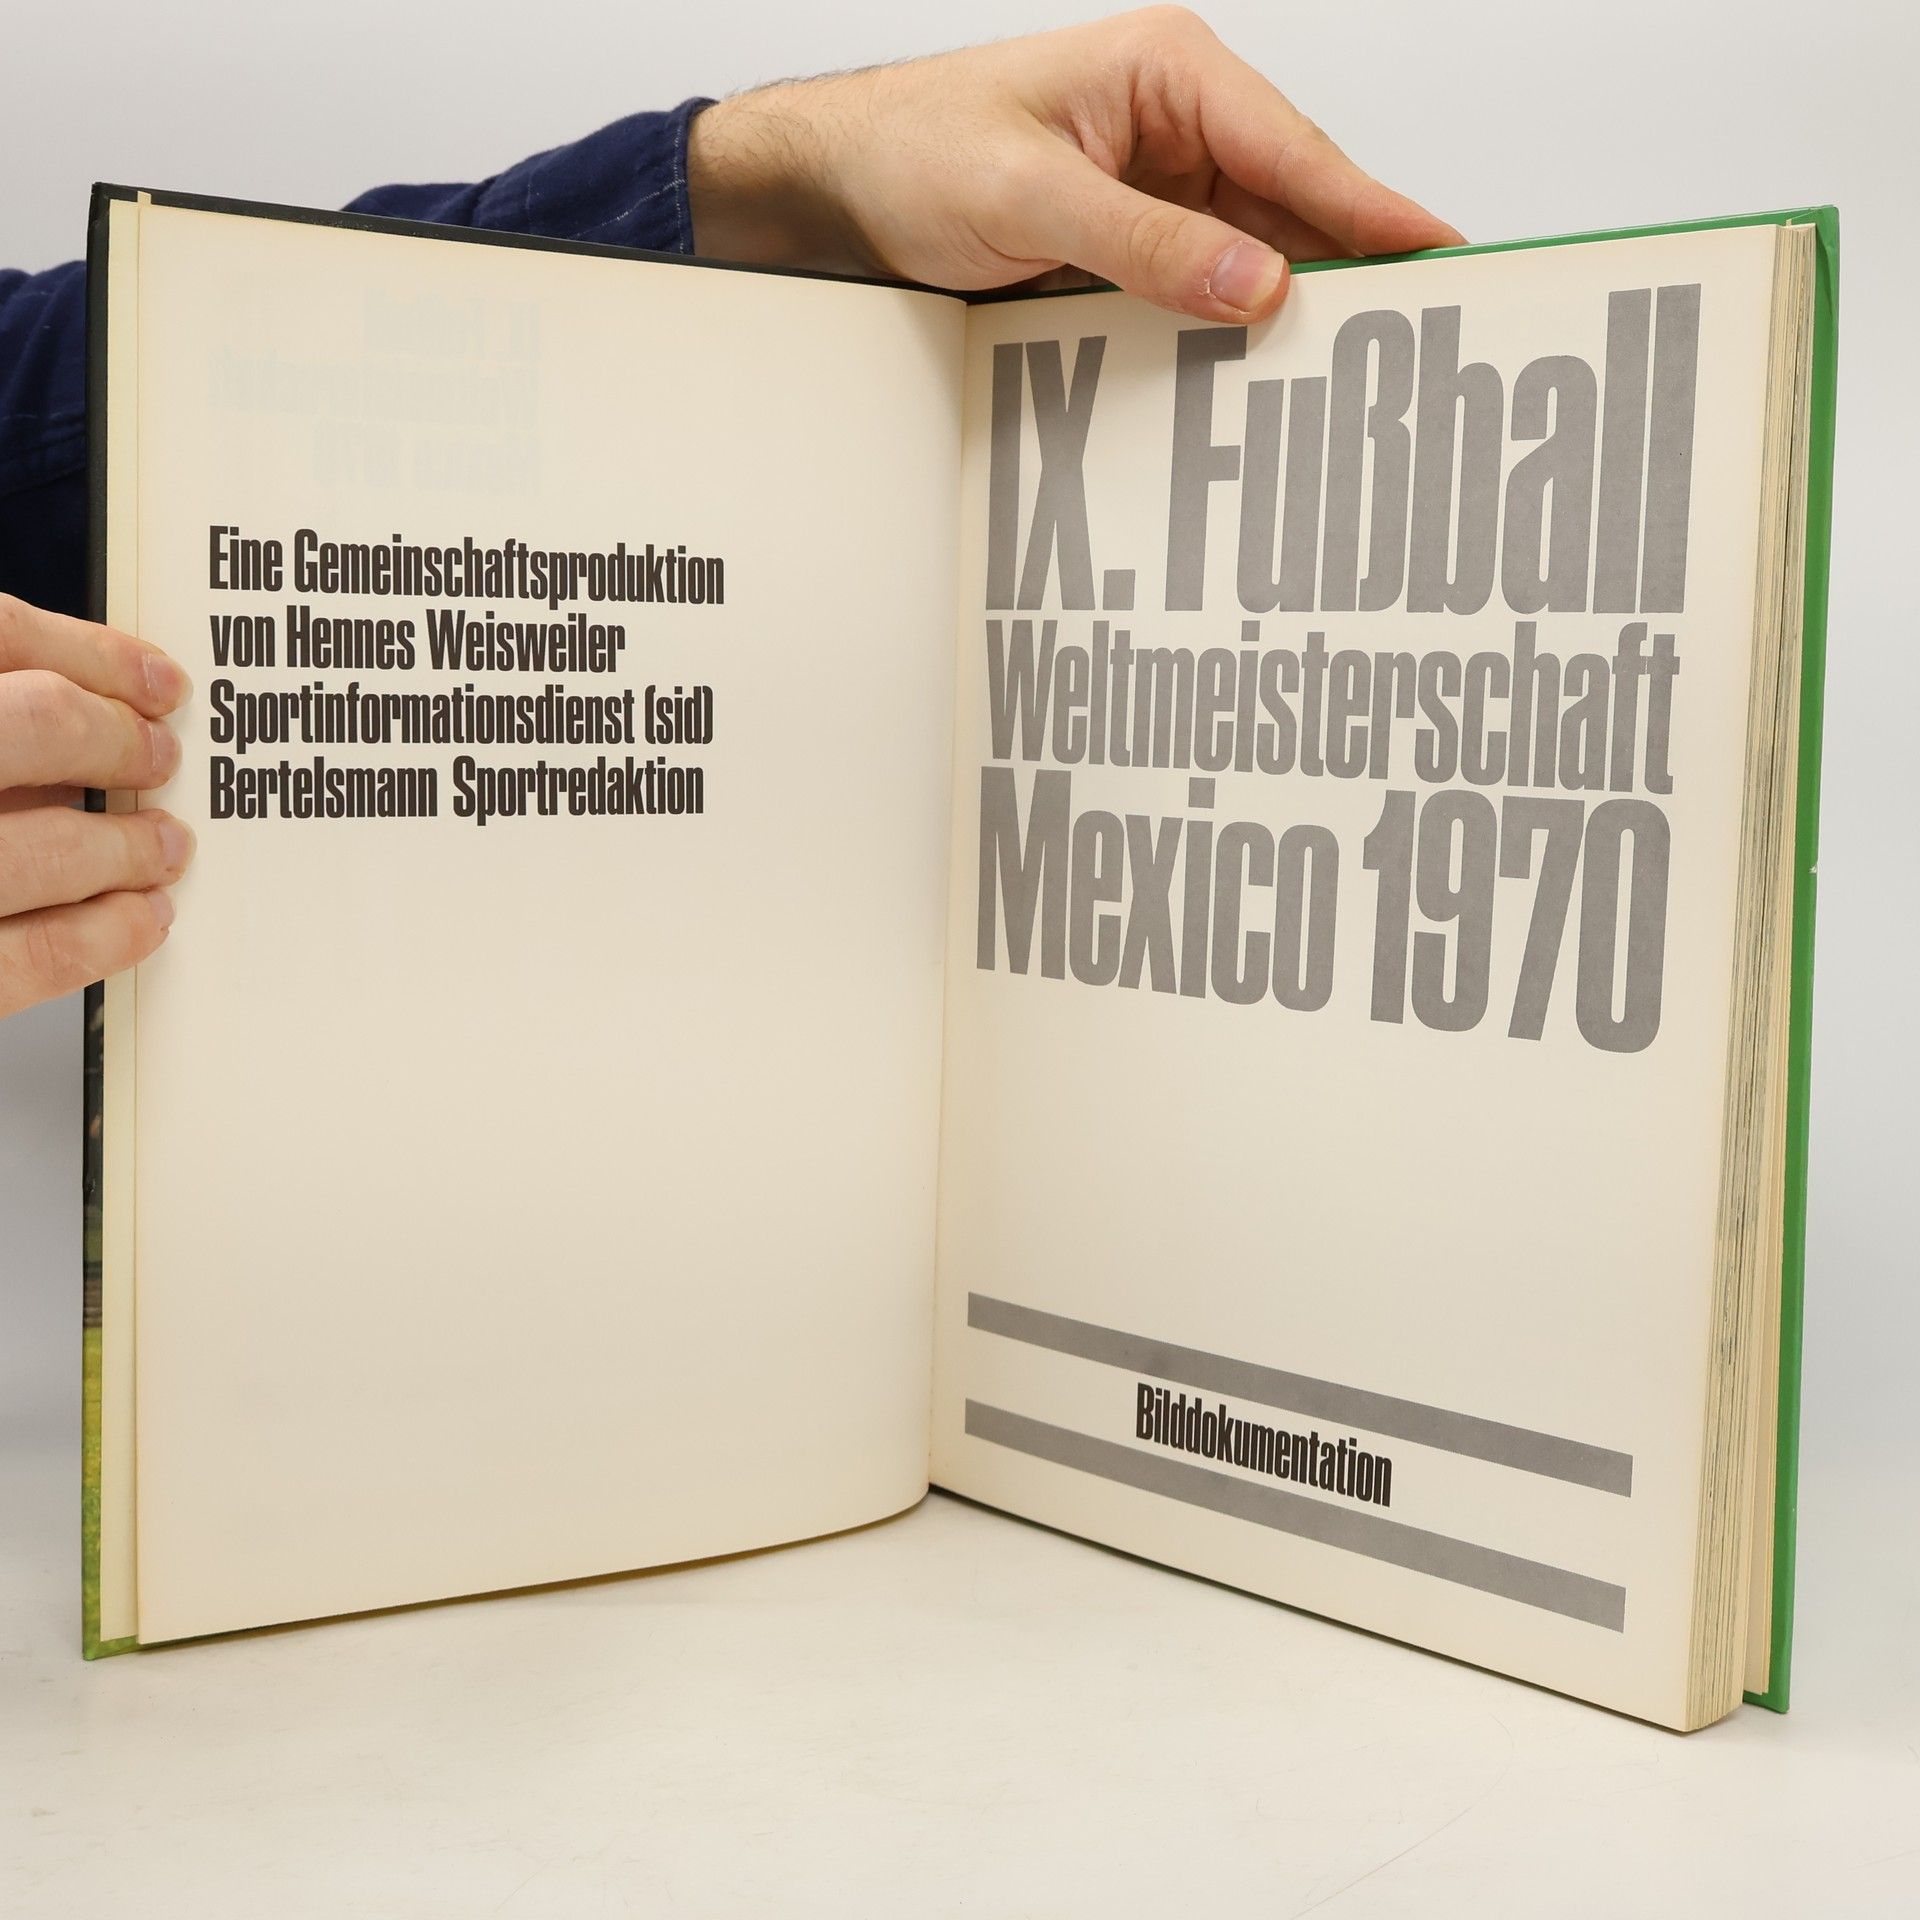 Eine Gemeinschaftsproduktion
von Hennes Weisweiler
Sportinformationsdienst (sid)
Bertelsmann Sportredaktion
IX. Fußball
Weltmeisterschaft
Mexico 1970
Bilddokumentation